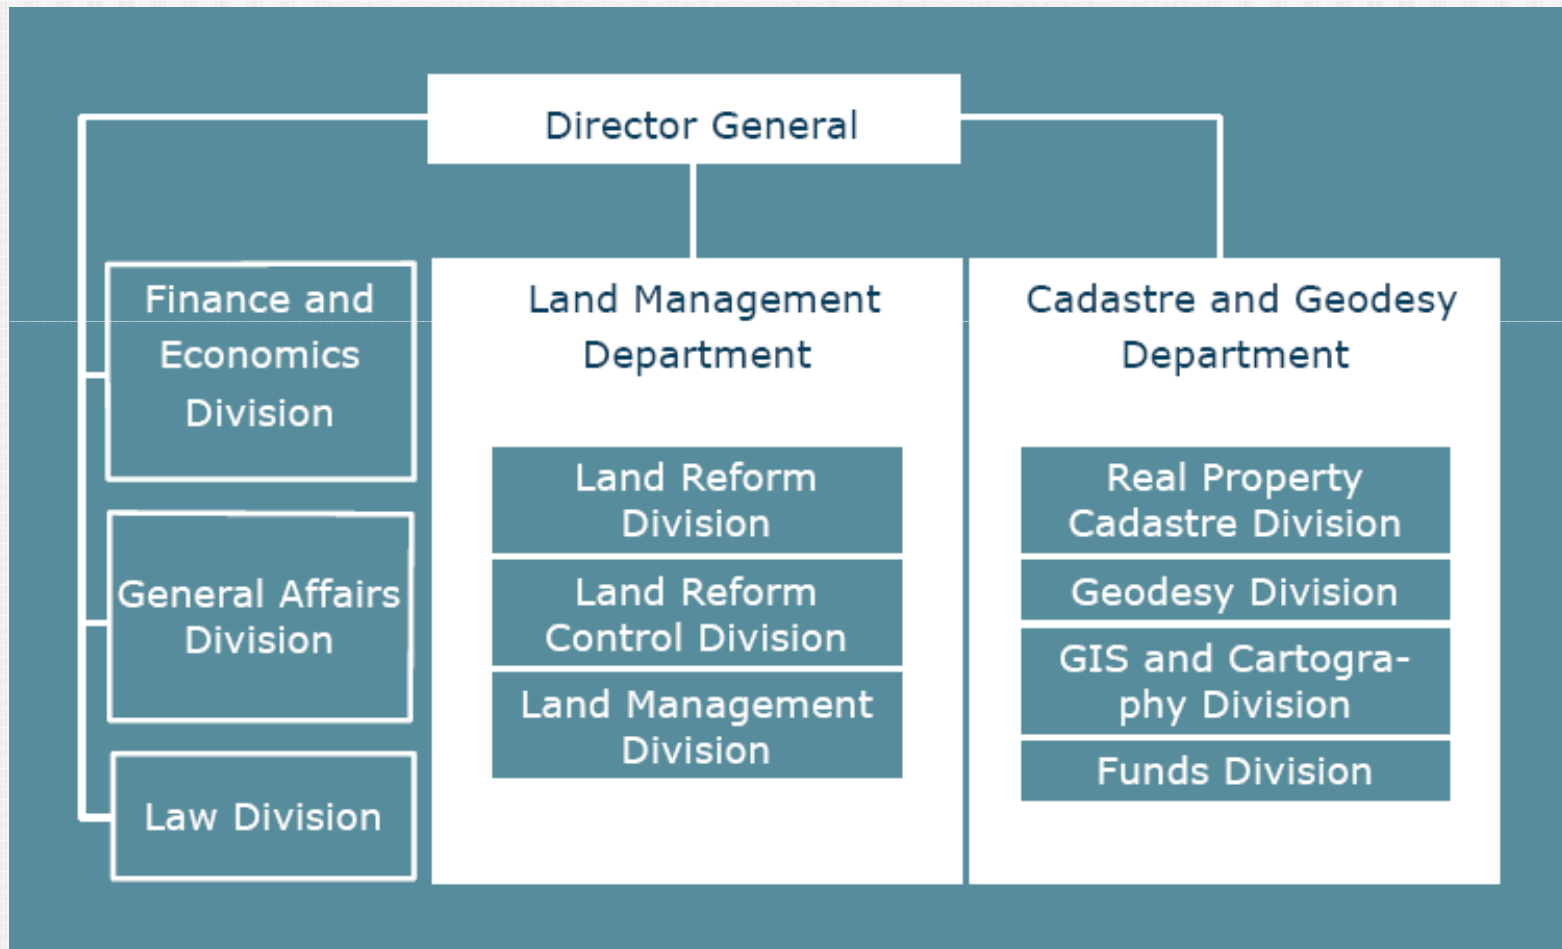 Director General
Finance and
Economics
Division
General Affairs
Division
Law Division
Land Management
Department
Land Reform
Division
Land Reform
Control Division
Land Management
Division
Cadastre and Geodesy
Department
Real Property
Cadastre Division
Geodesy Division
GIS and Cartogra-
phy Division
Funds Division